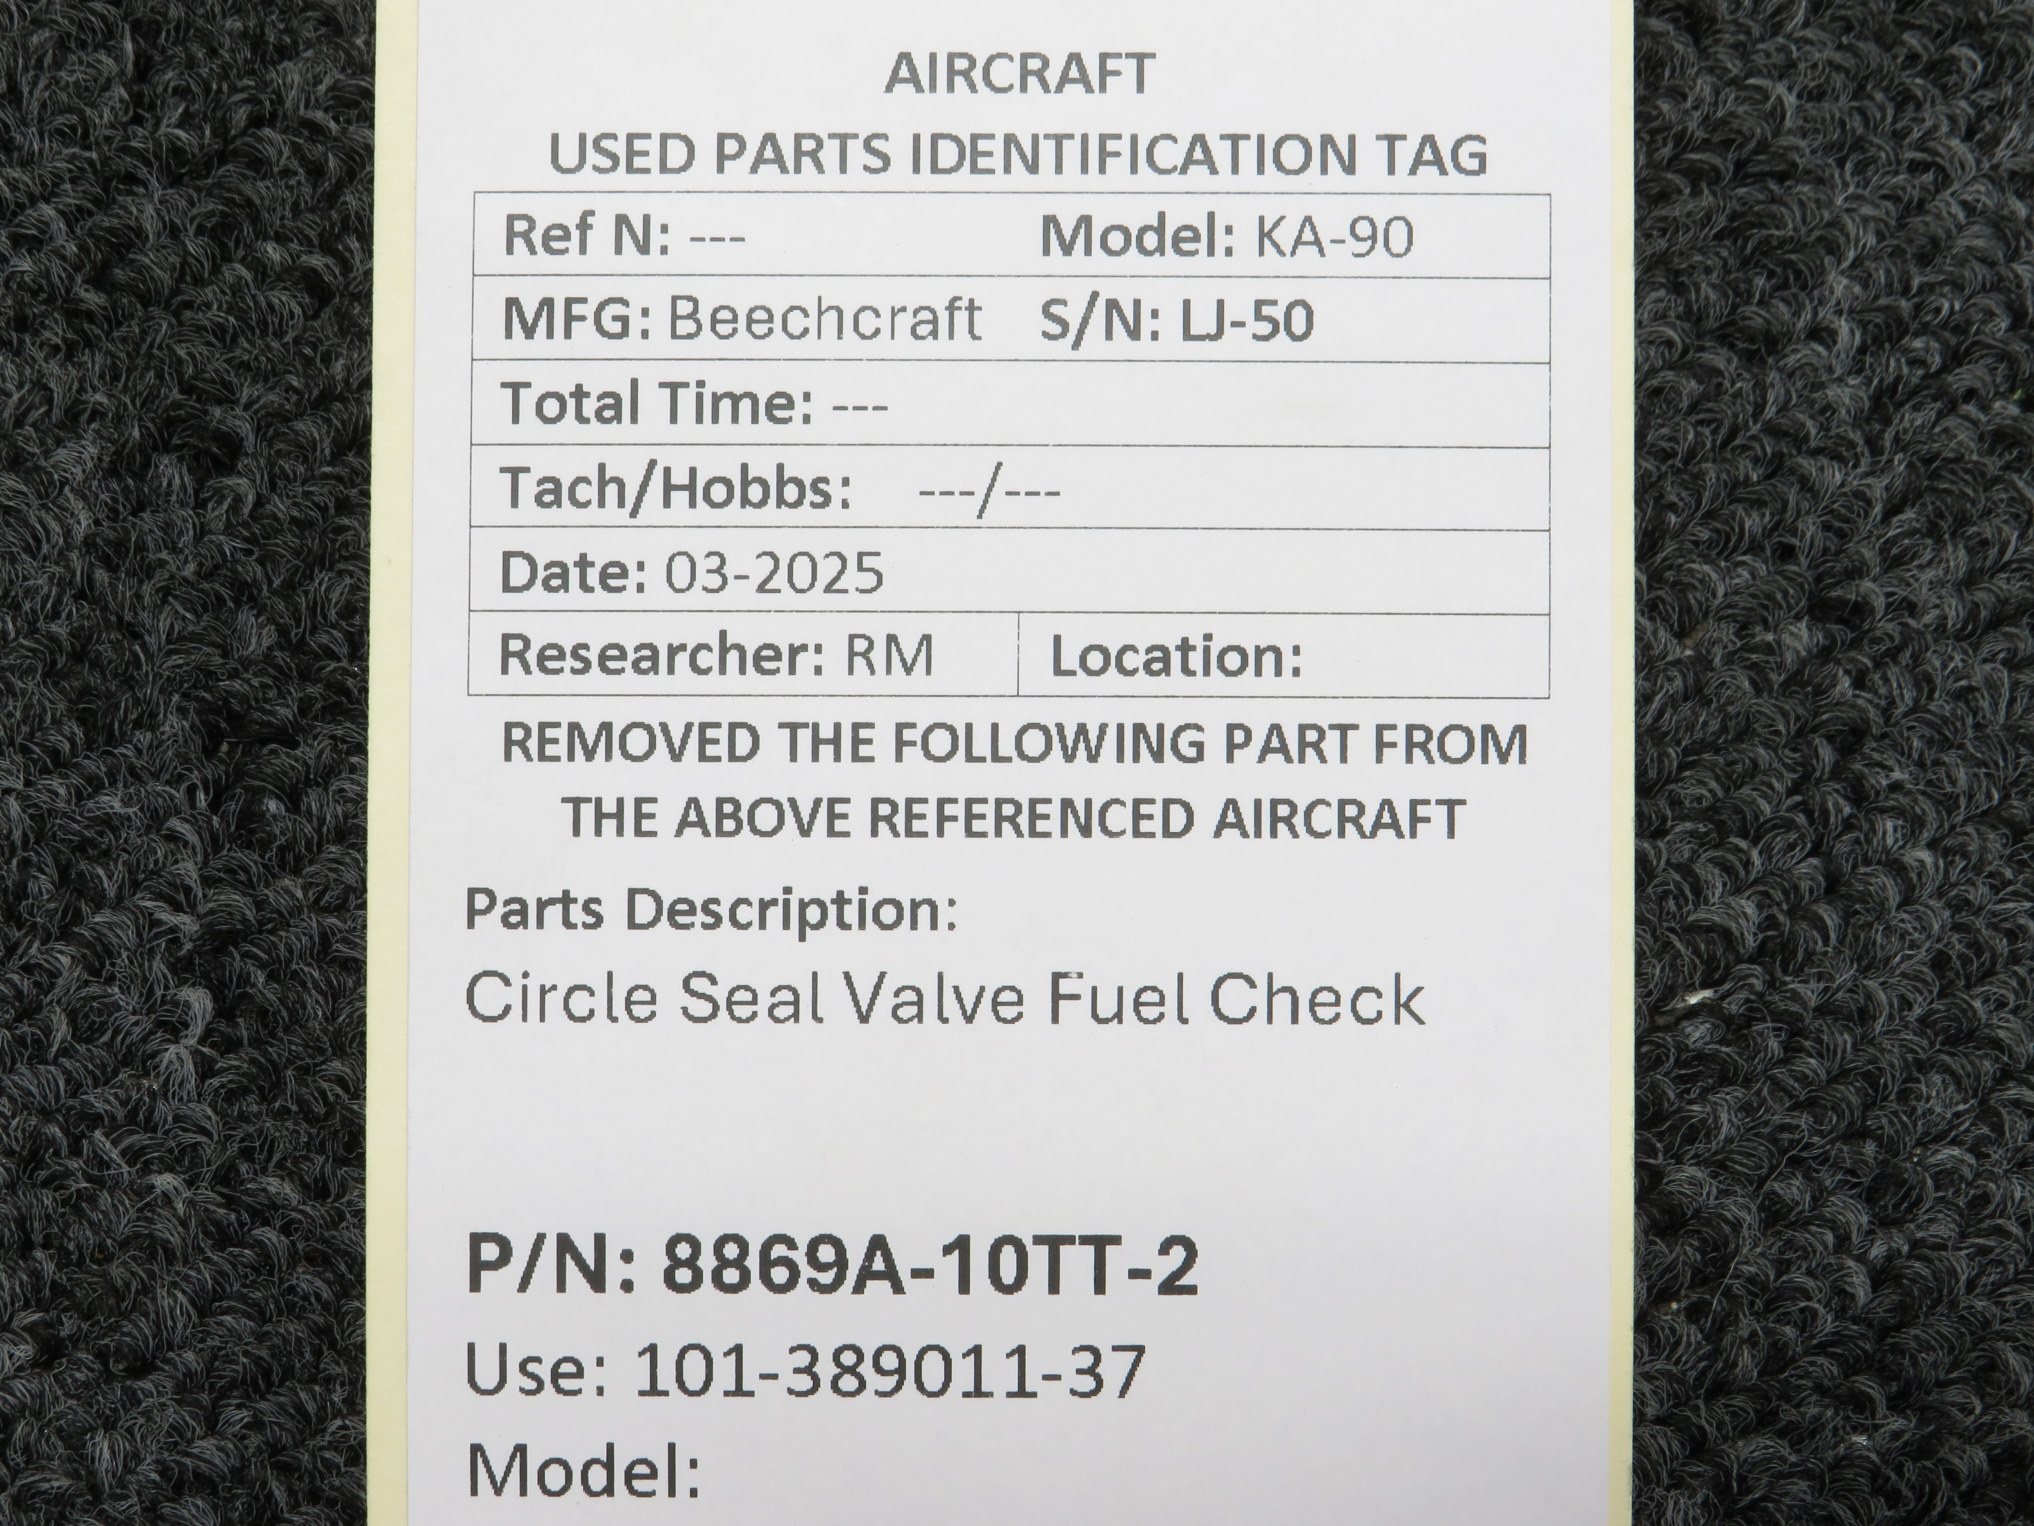 AIRCRAFT
USED PARTS IDENTIFICATION TAG
Ref N: --- Model: KA-90
MFG: Beechcraft S/N: LJ-50
Total Time: ---
Tach/Hobbs: ---/---
Date: 03-2025
Researcher: RM Location:
REMOVED THE FOLLOWING PART FROM
THE ABOVE REFERENCED AIRCRAFT
Parts Description:
Circle Seal Valve Fuel Check
P/N: 8869A-10TT-2
Use: 101-389011-37
Model: